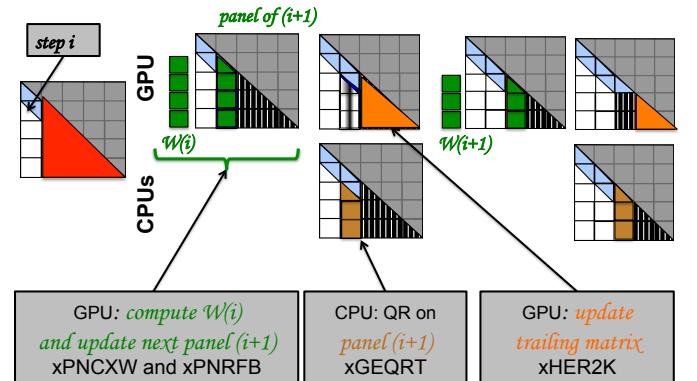 panel of (i+1)
step i
GPU
W(i)
W(i+1)
CPUs
GPU: compute W(i)
and update next panel (i+1)
xPNCXW and xPNRFB
CPU: QR on
panel (i+1)
xGEQRT
GPU: update
trailing matrix
xHER2K